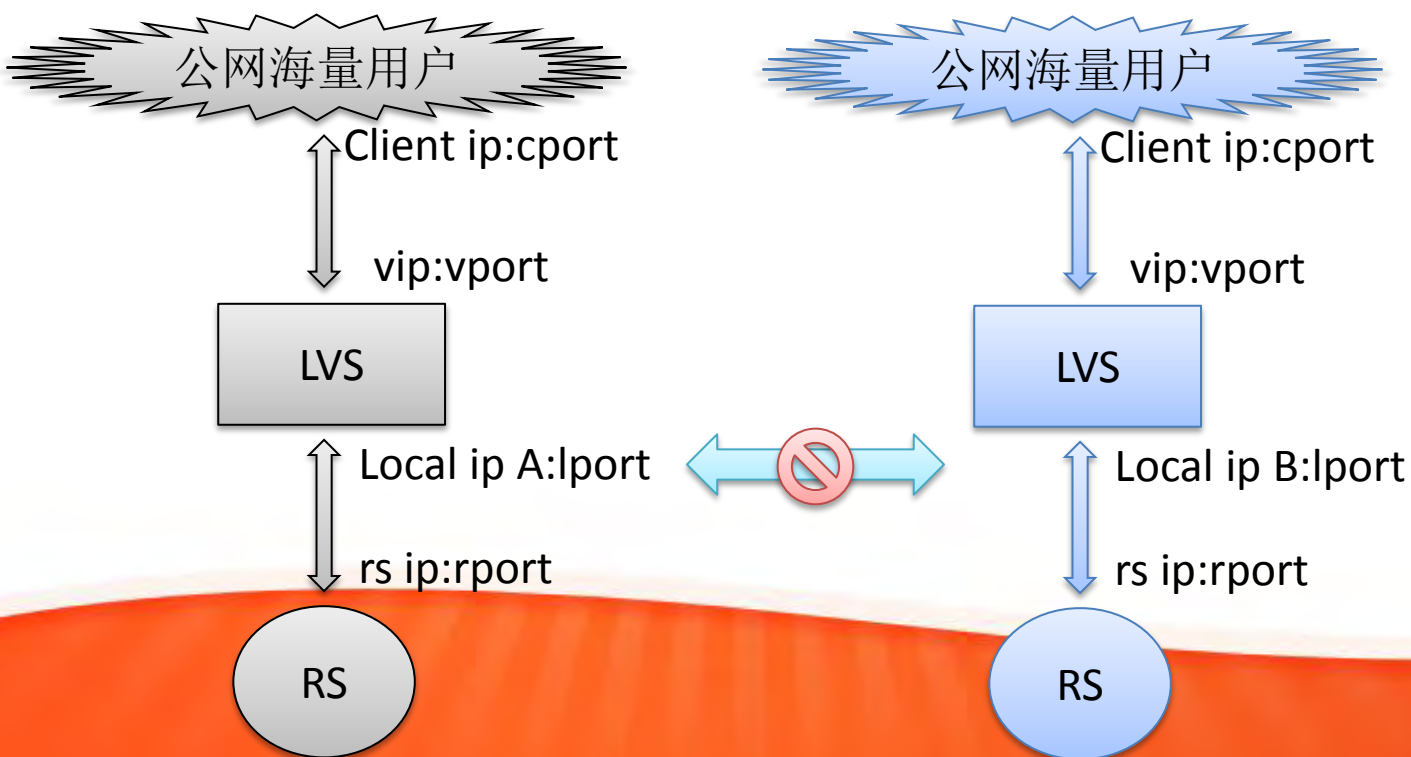 公网海量用户
Client ip:cport
vip:vport
LVS
Local ip A:lport
rs ip:rport
RS
公网海量用户
Client ip:cport
vip:vport
LVS
Local ip B:lport
rs ip:rport
RS